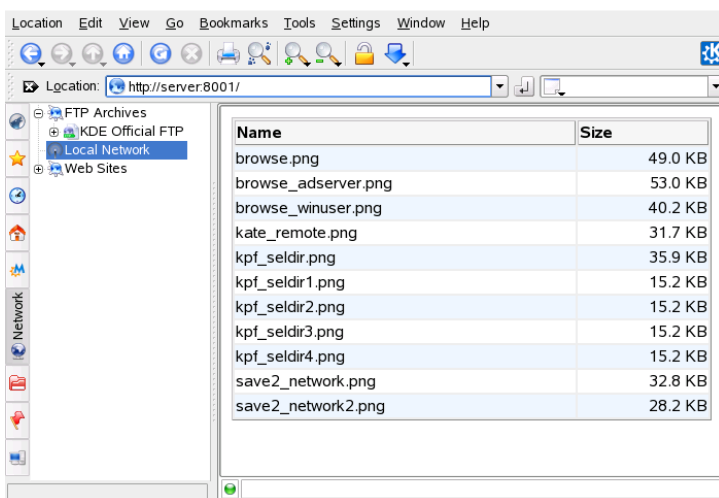 Location Edit View Go Bookmarks Tools Settings Window Help
Location: http://server:8001/
FTP Archives
KDE Official FTP
Local Network
Web Sites
Network
Name Size
browse.png 49.0 KB
browse_adserver.png 53.0 KB
browse_winuser.png 40.2 KB
kate_remote.png 31.7 KB
kpf_seldir.png 35.9 KB
kpf_seldir1.png 15.2 KB
kpf_seldir2.png 15.2 KB
kpf_seldir3.png 15.2 KB
kpf_seldir4.png 15.2 KB
save2_network.png 32.8 KB
save2_network2.png 28.2 KB